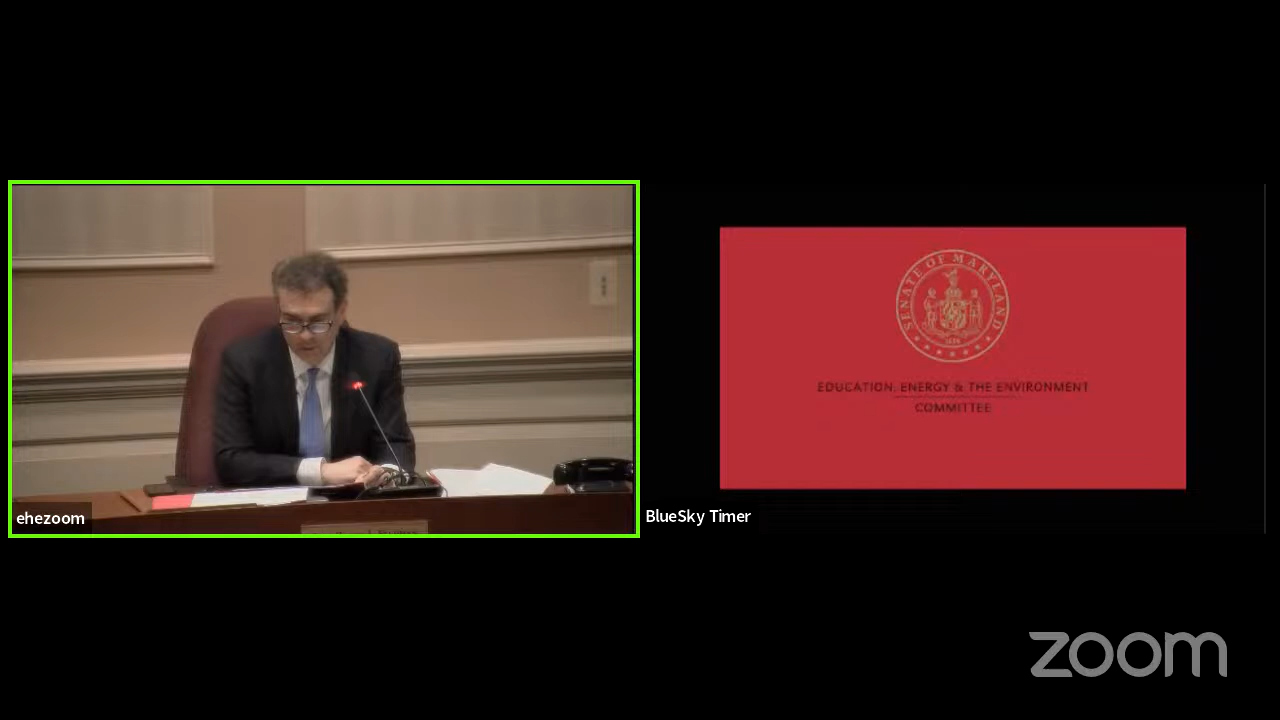 ehezoom
SENATE OF MARYLAND
EDUCATION, ENERGY & THE ENVIRONMENT
COMMITTEE
BlueSky Timer
zoom